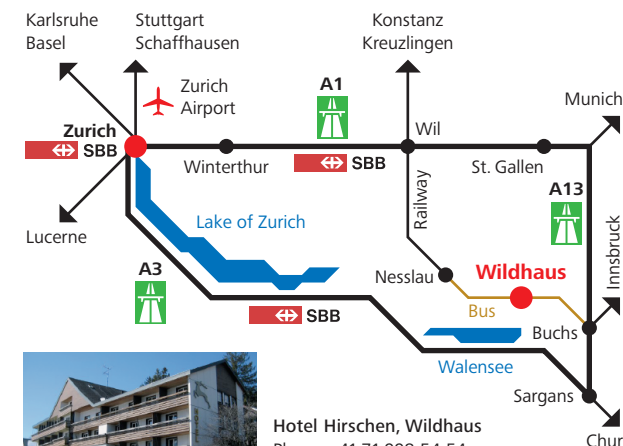 Karlsruhe
Basel
Stuttgart
Schaffhausen
Konstanz
Kreuzlingen
Zurich
Airport
A1
Munich
Zurich
SBB
Winterthur
SBB
Wil
St. Gallen
A13
Railway
Innsbruck
Lucerne
Lake of Zurich
A3
Nesslau
Wildhaus
Bus
SBB
Buchs
Walensee
Sargans
Chur
Hotel Hirschen, Wildhaus